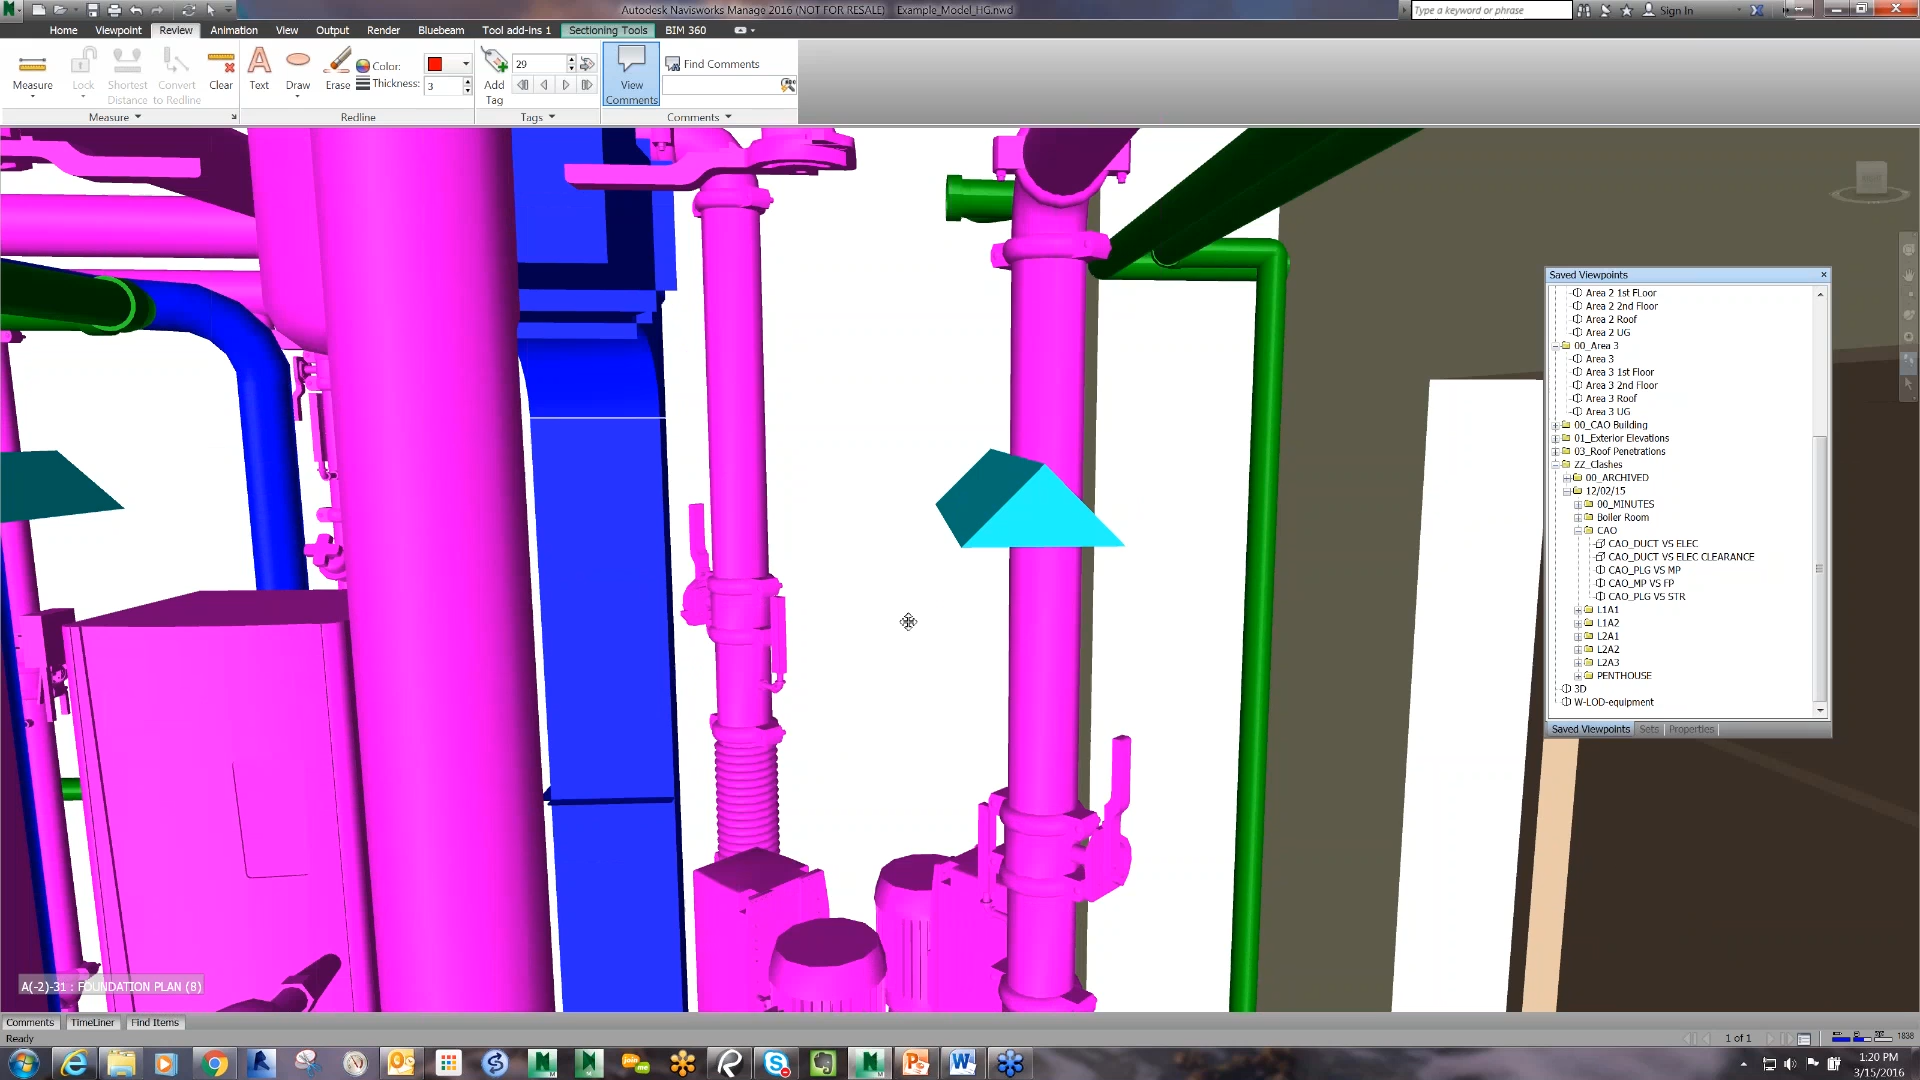 Autodesk Navisworks Manage 2016 (NOT FOR RESALE) Example_Model_HG.nwd
Type a keyword or phrase
Sign In
Home Viewpoint Review Animation View Output Render Bluebeam Tool add-ins 1 Sectioning Tools BIM 360
Measure
Lock
Shortest Distance
Convert to Redline
Clear
Text
Draw
Erase
Color:
Thickness: 3
Add Tag
29
View Comments
Find Comments
Measure
Redline
Tags
Comments
Saved Viewpoints
Area 2 1st FLoor
Area 2 2nd Floor
Area 2 Roof
Area 2 UG
00_Area 3
Area 3
Area 3 1st Floor
Area 3 2nd Floor
Area 3 Roof
Area 3 UG
00_CAO Building
01_Exterior Elevations
03_Roof Penetrations
ZZ_Clashes
00_ARCHIVED
12/02/15
00_MINUTES
Boiler Room
CAO
CAO_DUCT VS ELEC
CAO_DUCT VS ELEC CLEARANCE
CAO_PLG VS MP
CAO_MP VS FP
CAO_PLG VS STR
L1A1
L1A2
L2A1
L2A2
L2A3
PENTHOUSE
3D
W-LOD-equipment
Saved Viewpoints Sets Properties
A(-2)-31 : FOUNDATION PLAN (8)
Comments TimeLiner Find Items
Ready
1 of 1
1838
1:20 PM
3/15/2016